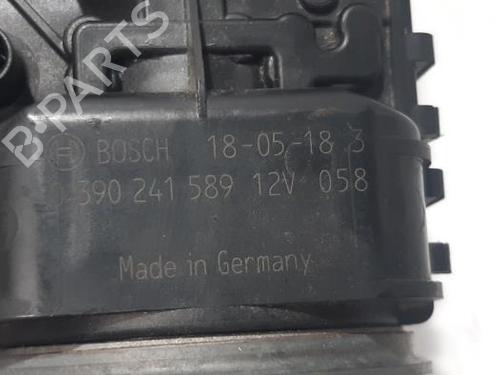 B-PARTS
BOSCH 18-05-18 3
390 241 589 12V 058
Made in Germany